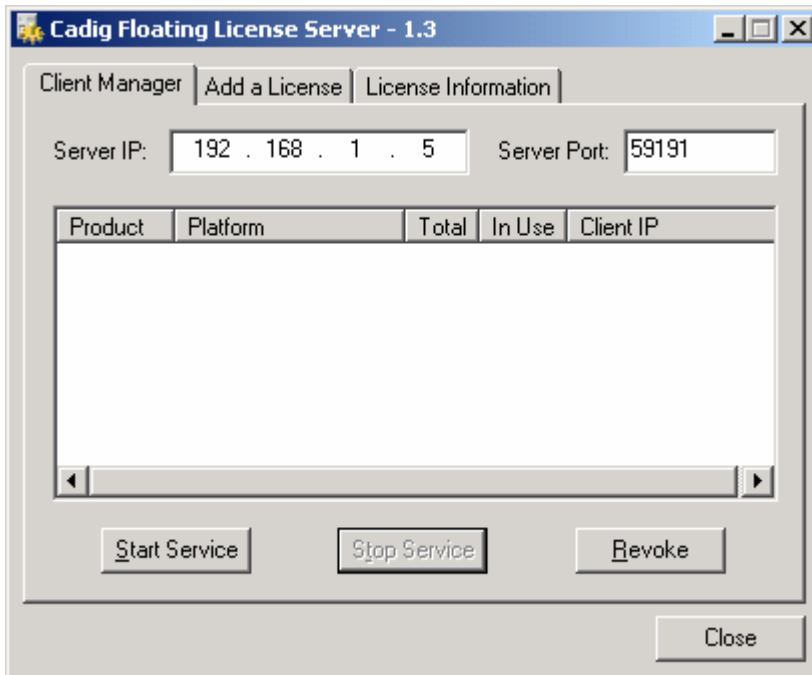 Cadig Floating License Server - 1.3
Client Manager Add a License License Information
Server IP: 192 . 168 . 1 . 5 Server Port: 59191
Product Platform Total In Use Client IP
Start Service Stop Service Revoke
Close